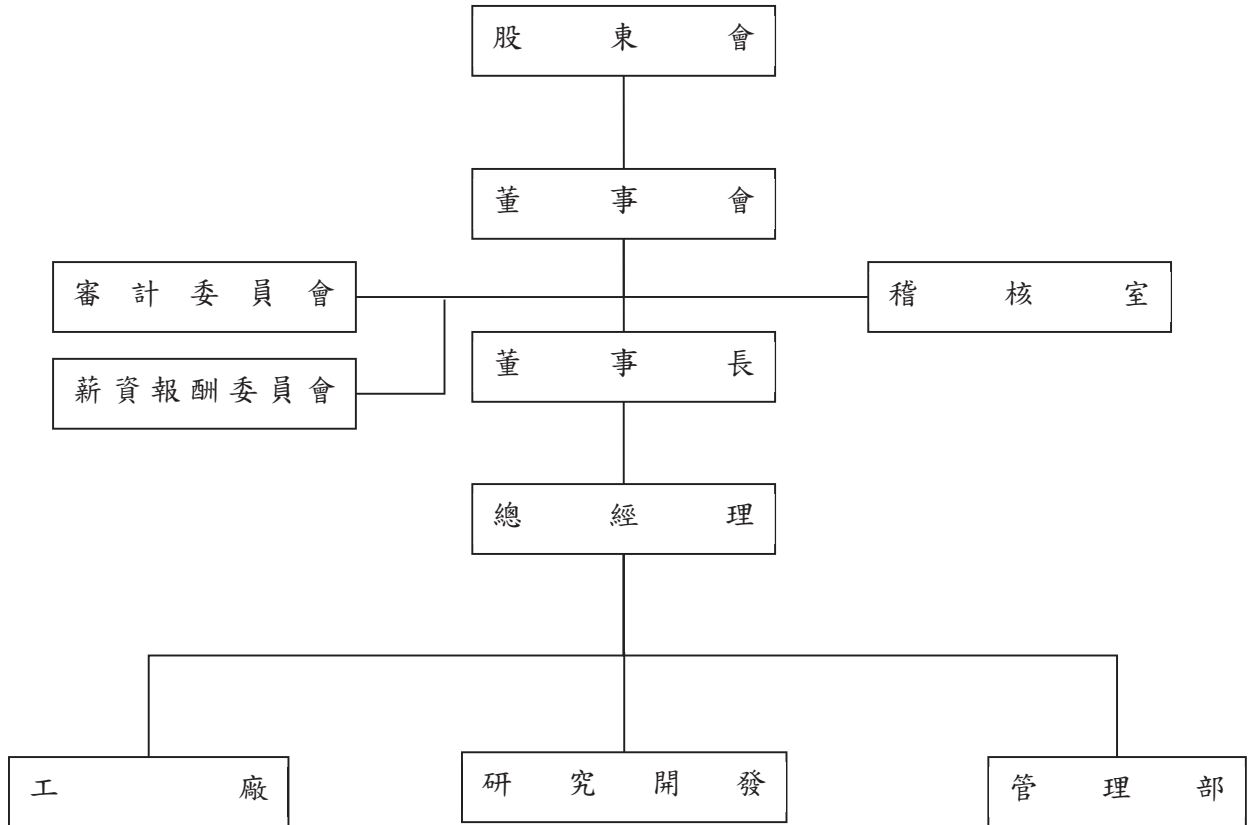 股東會
董事會
審計委員會
稽核室
董事長
薪資報酬委員會
總經理
工廠
研究開發
管理部